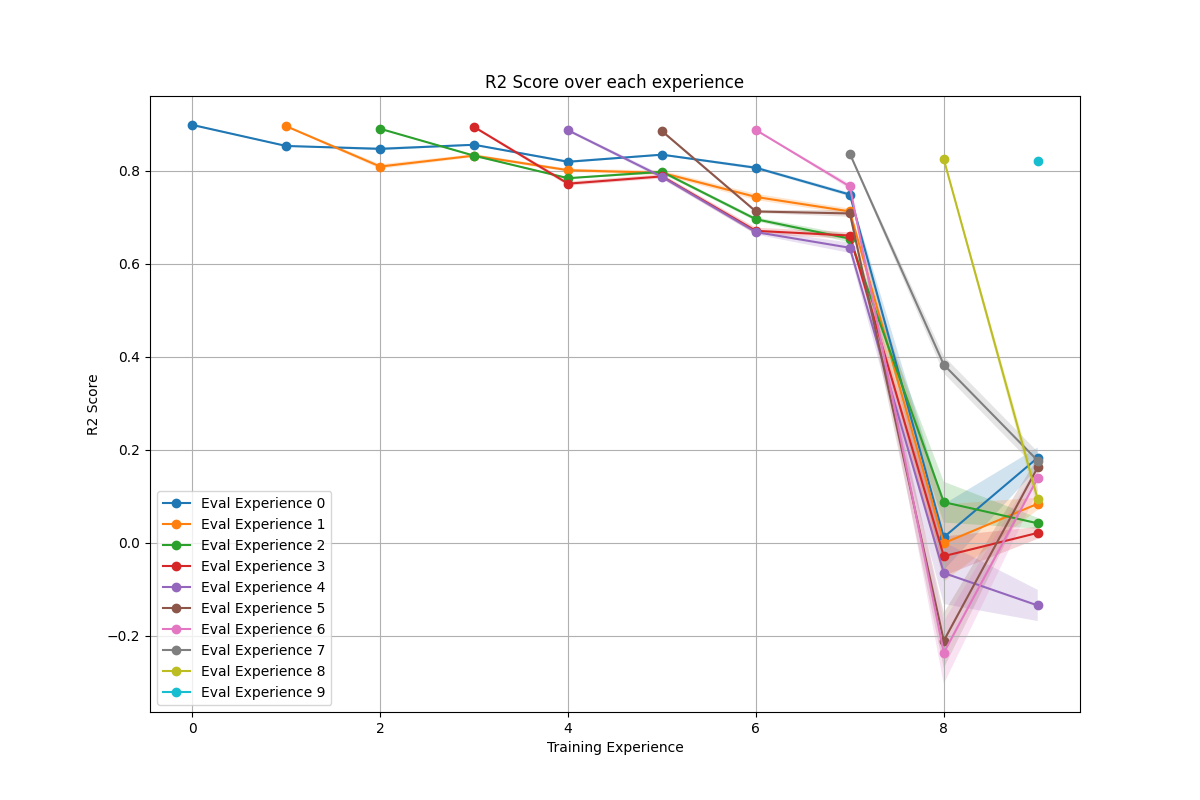 R2 Score over each experience
R2 Score
0.8
0.6
0.4
0.2
0.0
−0.2
Eval Experience 0
Eval Experience 1
Eval Experience 2
Eval Experience 3
Eval Experience 4
Eval Experience 5
Eval Experience 6
Eval Experience 7
Eval Experience 8
Eval Experience 9
0 2 4 6 8
Training Experience